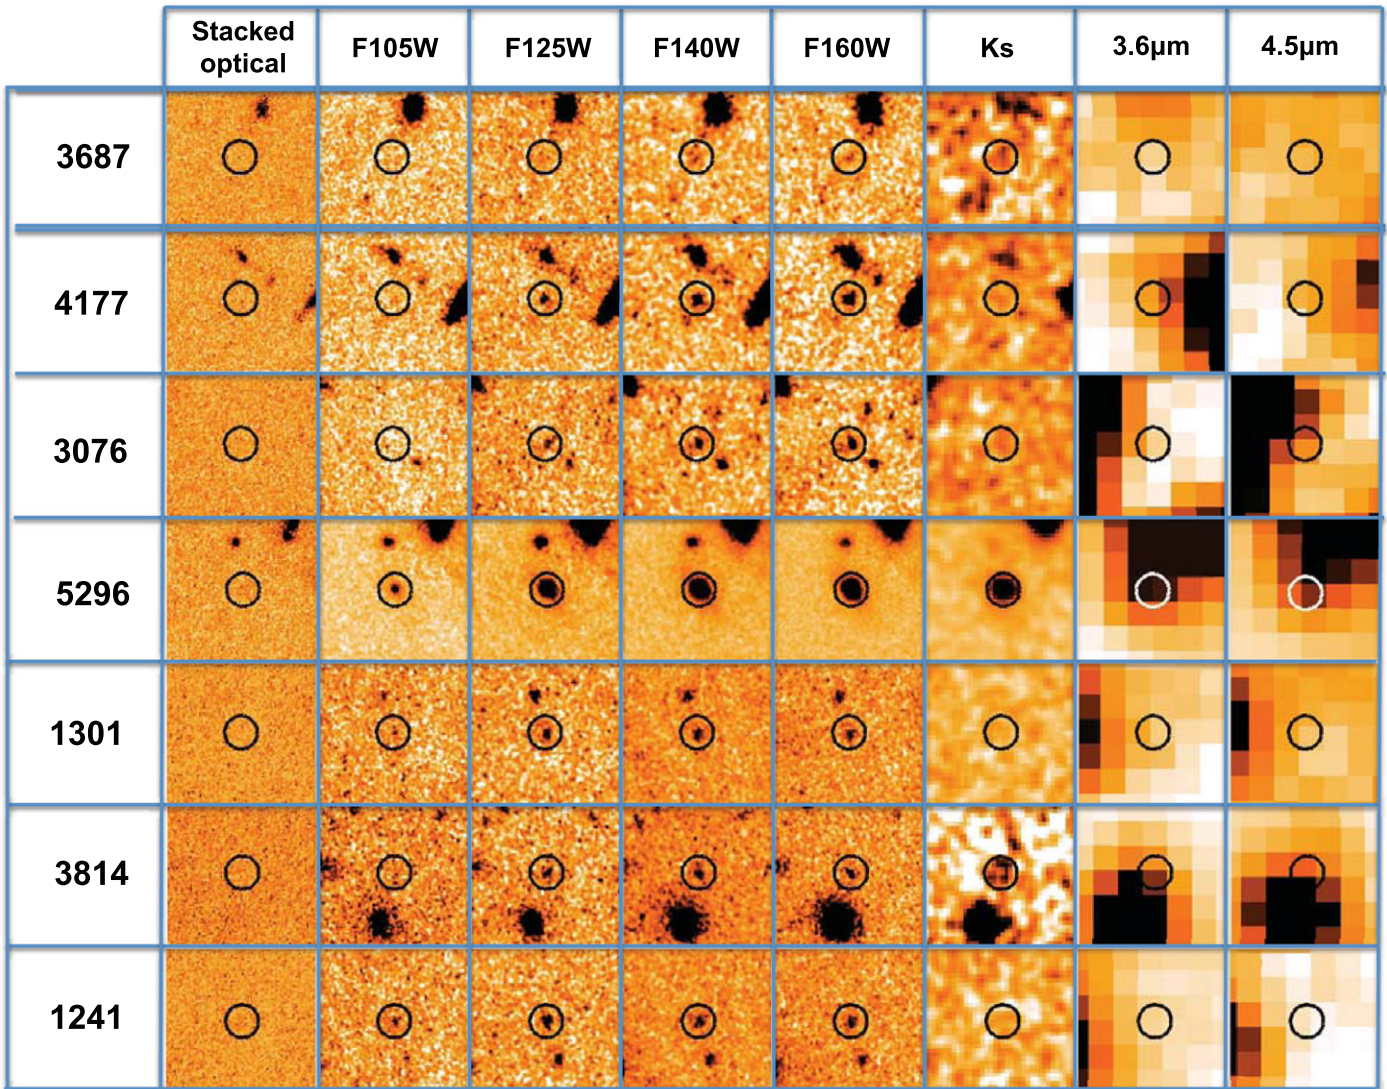 Stacked
optical
F105W
F125W
F140W
F160W
Ks
3.6μm
4.5μm
3687
4177
3076
5296
1301
3814
1241